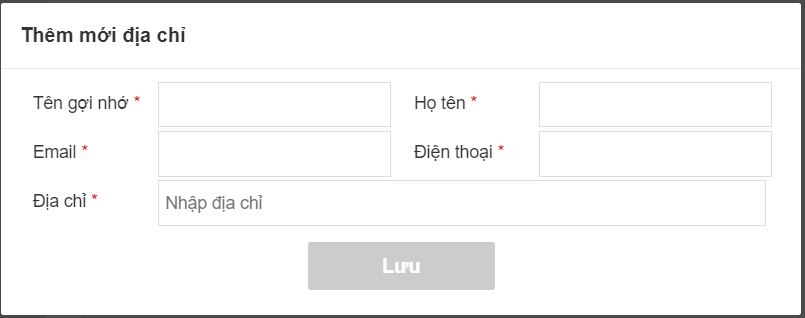 Thêm mới địa chỉ
Tên gợi nhớ * Họ tên *
Email * Điện thoại *
Địa chỉ * Nhập địa chỉ
Lưu